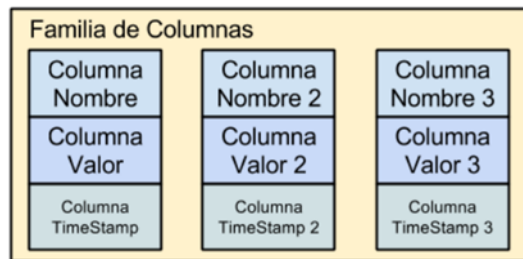 Familia de Columnas
Columna
Nombre
Columna
Valor
Columna
TimeStamp
Columna
Nombre 2
Columna
Valor 2
Columna
TimeStamp 2
Columna
Nombre 3
Columna
Valor 3
Columna
TimeStamp 3